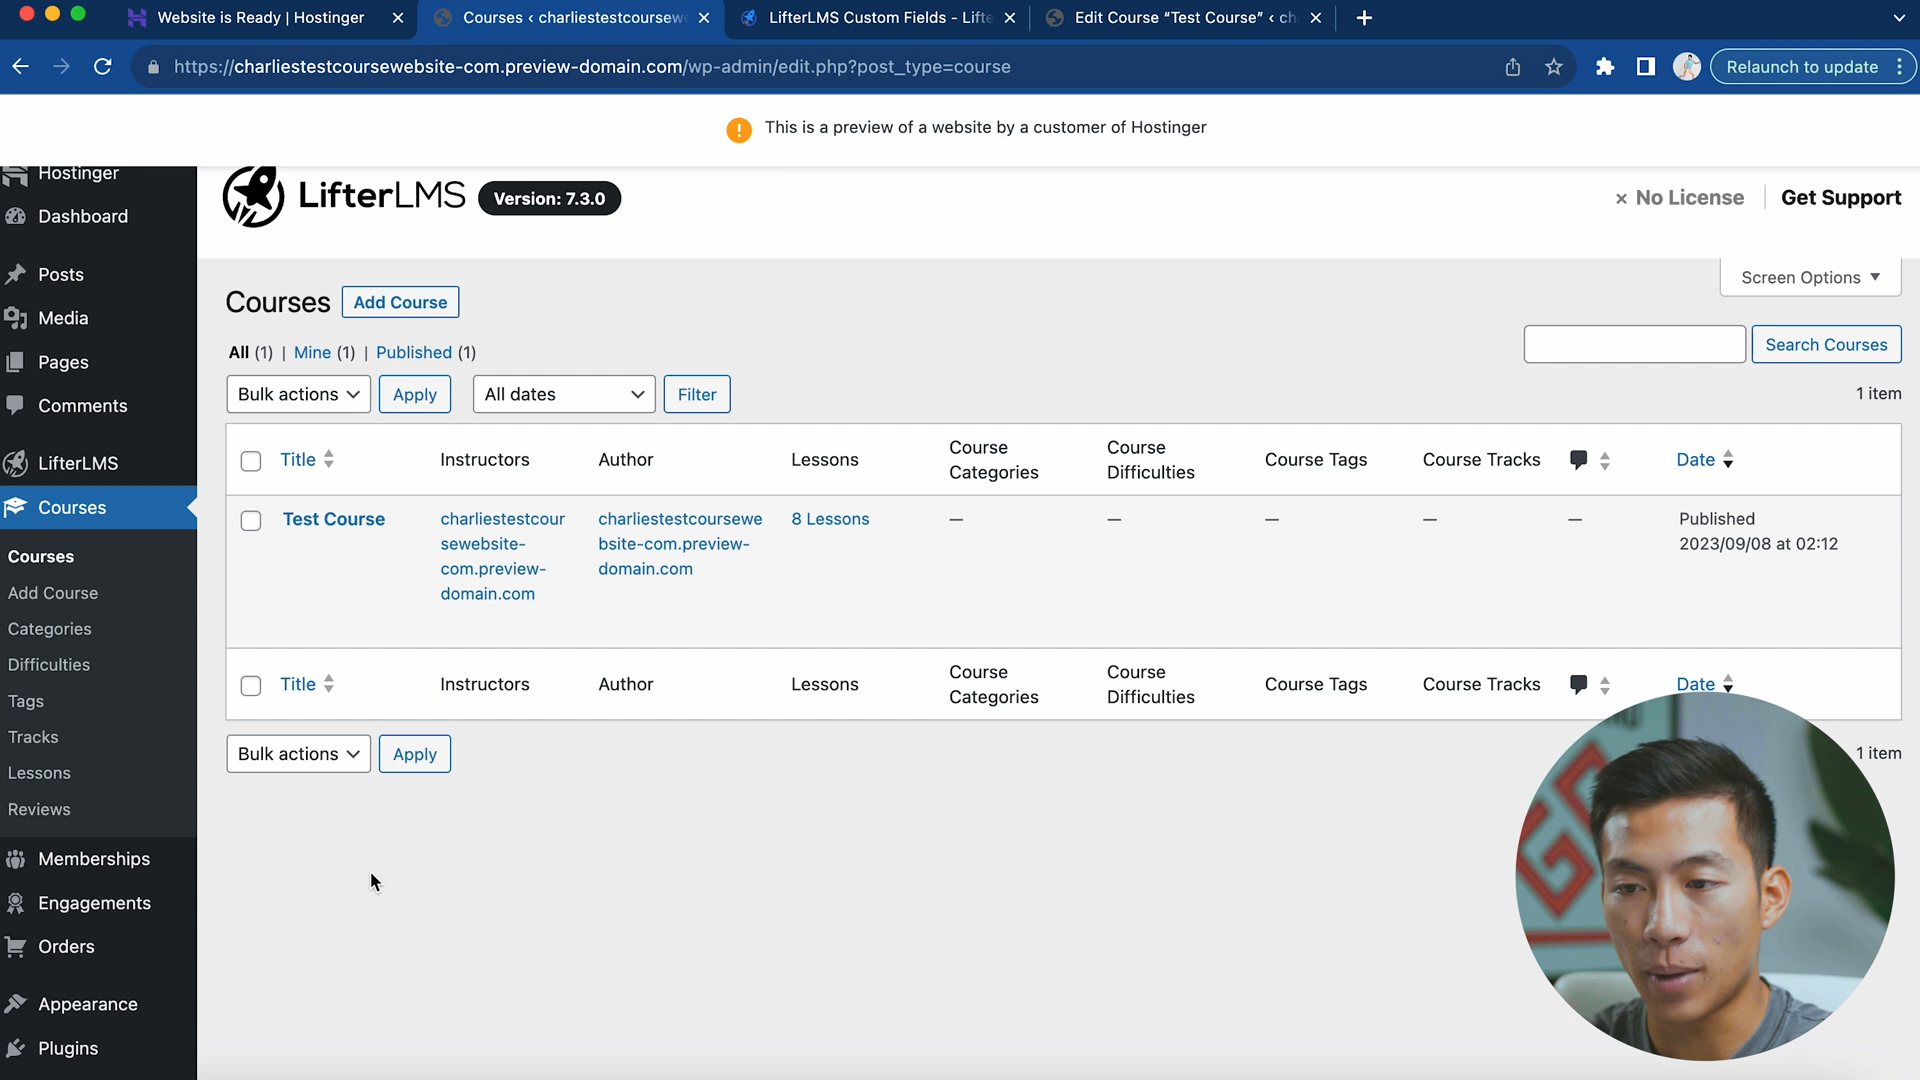 Website is Ready | Hostinger
Courses ‹ charliestestcoursew
LifterLMS Custom Fields - Lifte
Edit Course “Test Course” ‹ ch
https://charliestestcoursewebsite-com.preview-domain.com/wp-admin/edit.php?post_type=course
Relaunch to update
This is a preview of a website by a customer of Hostinger
Hostinger
Dashboard
Posts
Media
Pages
Comments
LifterLMS
Courses
Courses
Add Course
Categories
Difficulties
Tags
Tracks
Lessons
Reviews
Memberships
Engagements
Orders
Appearance
Plugins
LifterLMS Version: 7.3.0
× No License Get Support
Screen Options ▼
Courses Add Course
All (1) | Mine (1) | Published (1)
Search Courses
Bulk actions Apply All dates Filter 1 item
Title Instructors Author Lessons Course Categories Course Difficulties Course Tags Course Tracks Date
Test Course
charliestestcour
sewebsite-
com.preview-
domain.com
charliestestcoursewe
bsite-com.preview-
domain.com
8 Lessons — — — — —
Published
2023/09/08 at 02:12
Title Instructors Author Lessons Course Categories Course Difficulties Course Tags Course Tracks Date
Bulk actions Apply 1 item